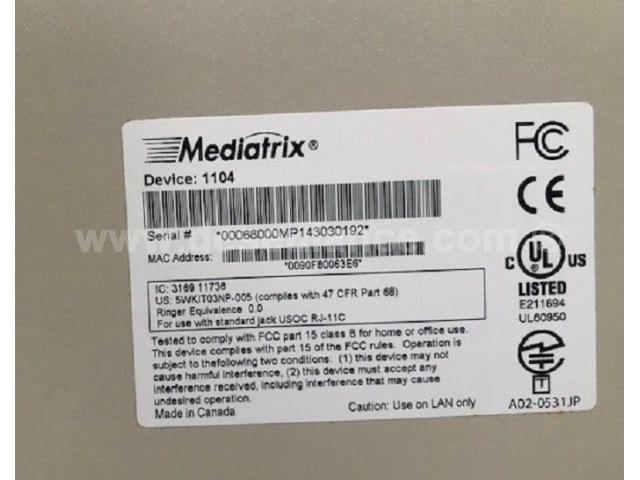 Mediatrix®
Device: 1104
Serial # *00068000MP143030192*
MAC Address: *0090F80063E6*
IC: 3169 11736
US: 5WKIT03NP-005 (complies with 47 CFR Part 68)
Ringer Equivalence 0.0
For use with standard jack USOC RJ-11C
Tested to comply with FCC part 15 class B for home or office use.
This device complies with part 15 of the FCC rules. Operation is
subject to thefollowing two conditions: (1) this device may not
cause harmful interference, (2) this device must accept any
interference received, including interference that may cause
undesired operation.
Made in Canada
Caution: Use on LAN only
FC
CE
C UL US
LISTED
E211694
UL60950
T
A02-0531JP